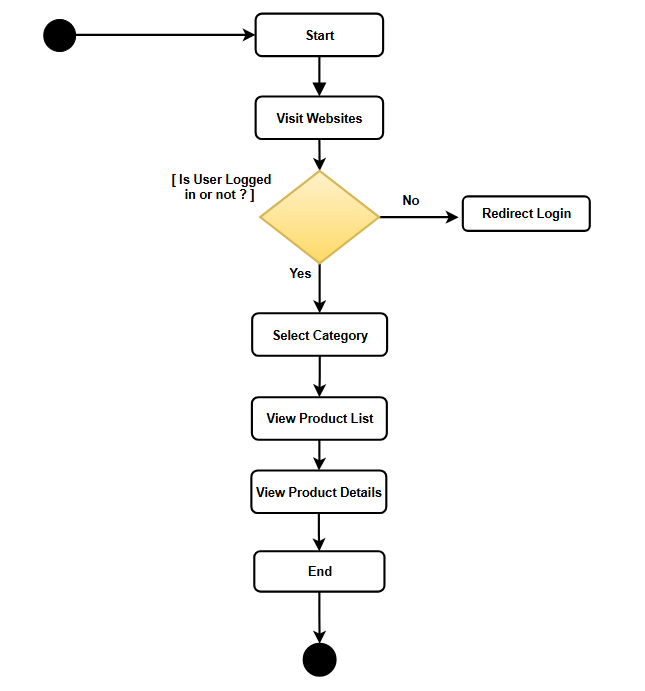 Start
Visit Websites
[ Is User Logged
in or not ? ]
No
Redirect Login
Yes
Select Category
View Product List
View Product Details
End